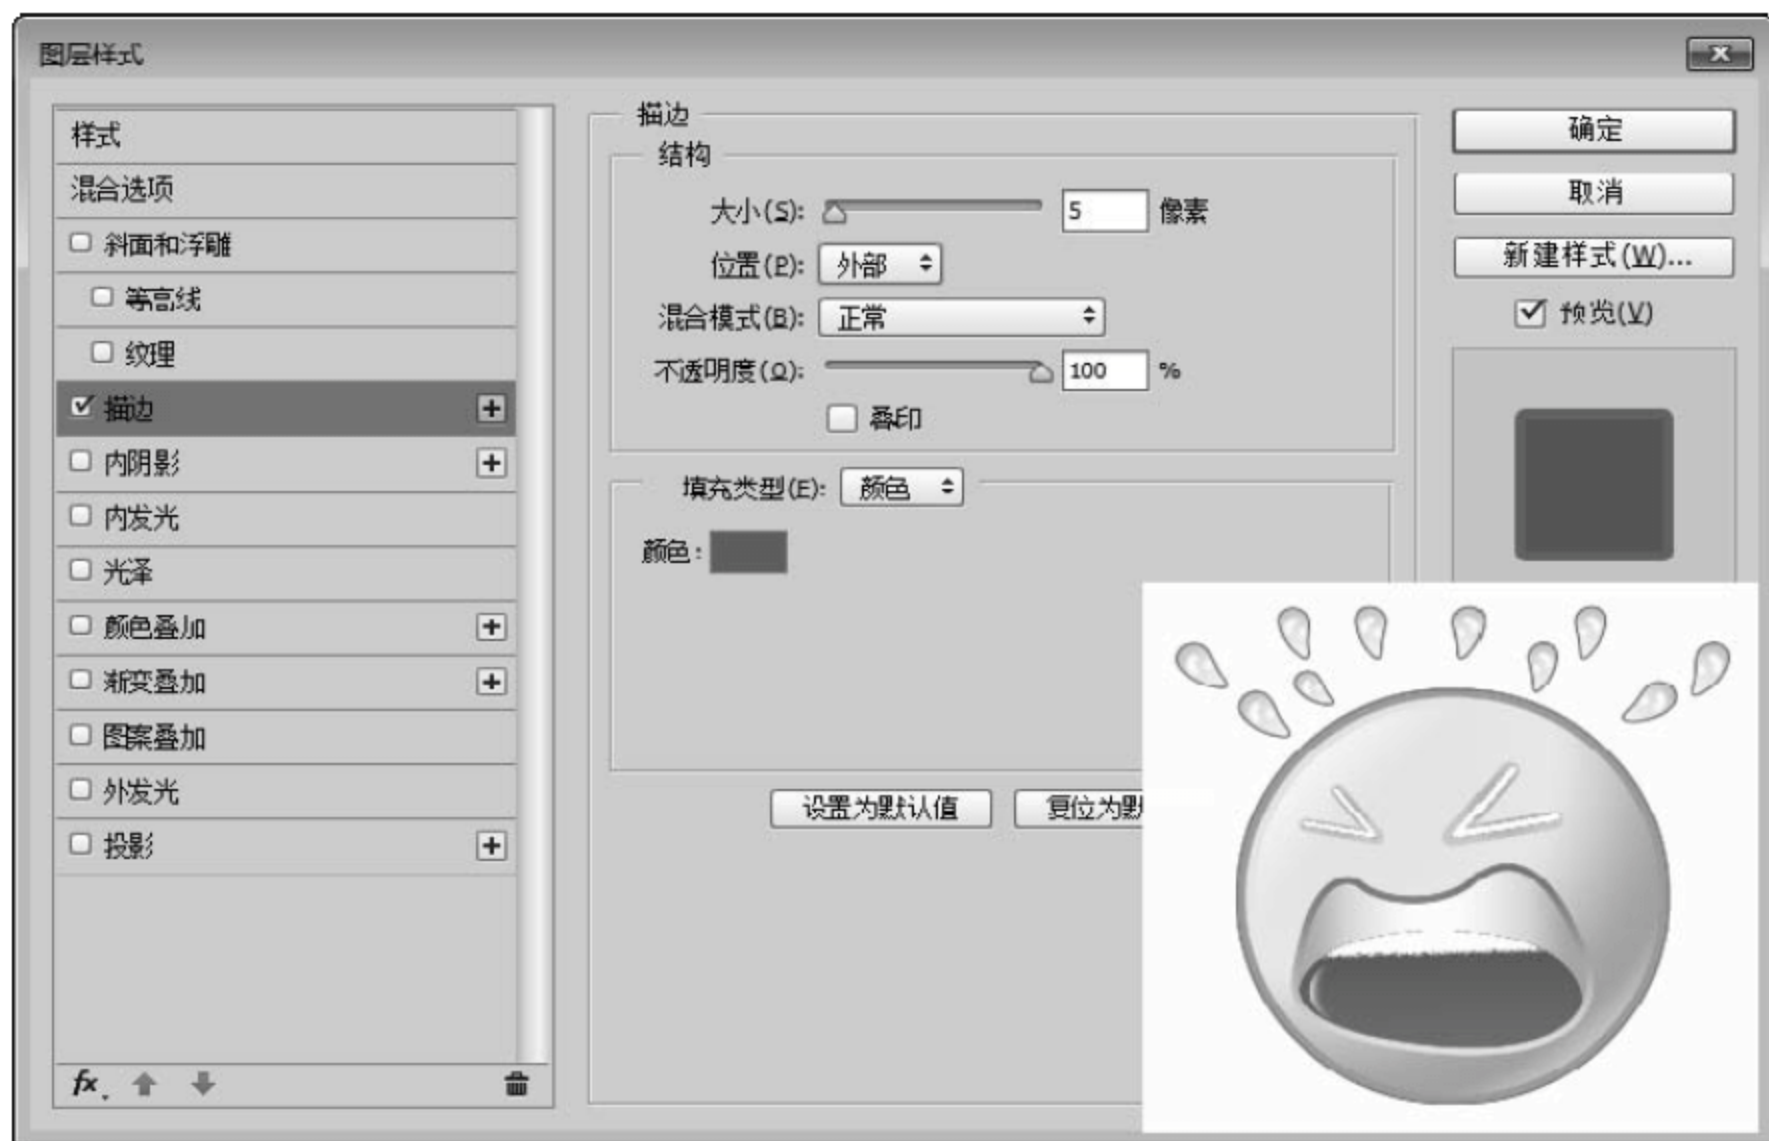 图层样式
样式
混合选项
斜面和浮雕
等高线
纹理
描边
内阴影
内发光
光泽
颜色叠加
渐变叠加
图案叠加
外发光
投影
fx
描边
结构
大小(S): 5 像素
位置(P): 外部
混合模式(B): 正常
不透明度(O): 100 %
叠印
填充类型(F): 颜色
颜色:
设置为默认值 复位为默
确定
取消
新建样式(W)...
预览(V)